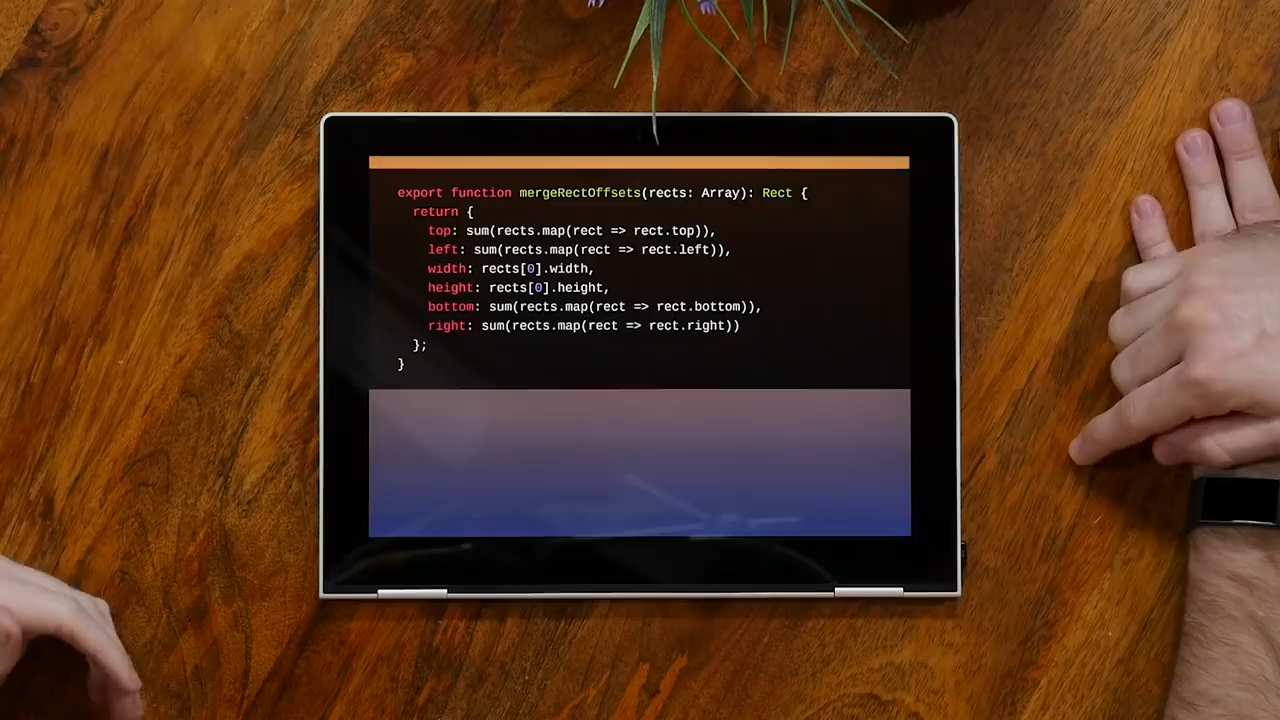 export function mergeRectOffsets(rects: Array): Rect {
return {
top: sum(rects.map(rect => rect.top)),
left: sum(rects.map(rect => rect.left)),
width: rects[0].width,
height: rects[0].height,
bottom: sum(rects.map(rect => rect.bottom)),
right: sum(rects.map(rect => rect.right))
};
}